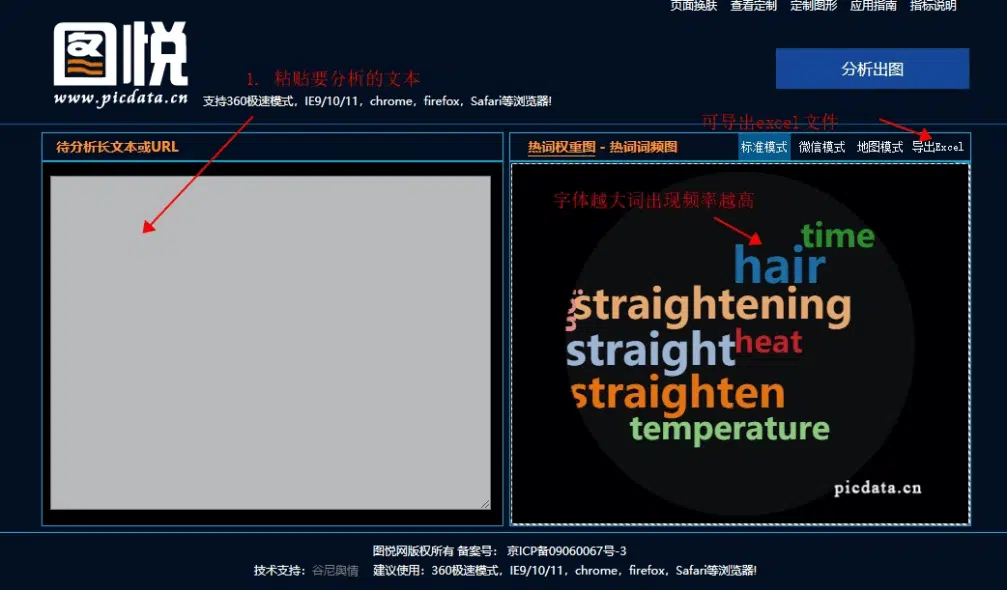 页面换肤 查看定制 定制图形 应用指南 指标说明
图悦
www.picdata.cn
1. 粘贴要分析的文本
支持360极速模式，IE9/10/11，chrome，firefox，Safari等浏览器!
分析出图
可导出excel文件
待分析长文本或URL
热词权重图 - 热词词频图
标准模式 微信模式 地图模式 导出Excel
字体越大词出现频率越高
time
hair
straightening
straight
heat
straighten
temperature
picdata.cn
图悦网版权所有 备案号： 京ICP备09060067号-3
技术支持： 谷尼舆情 建议使用：360极速模式，IE9/10/11，chrome，firefox，Safari等浏览器!